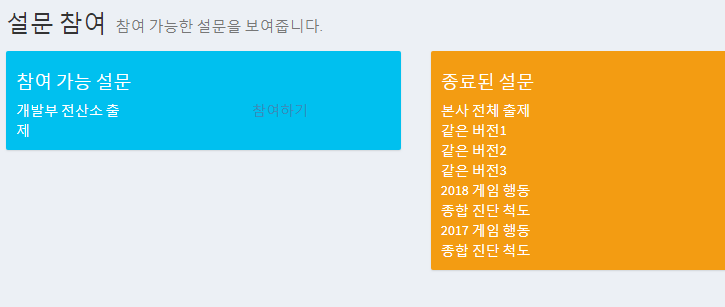 설문 참여 참여 가능한 설문을 보여줍니다.
참여 가능 설문
개발부 전산소 출
제
참여하기
종료된 설문
본사 전체 출제
같은 버전1
같은 버전2
같은 버전3
2018 게임 행동
종합 진단 척도
2017 게임 행동
종합 진단 척도